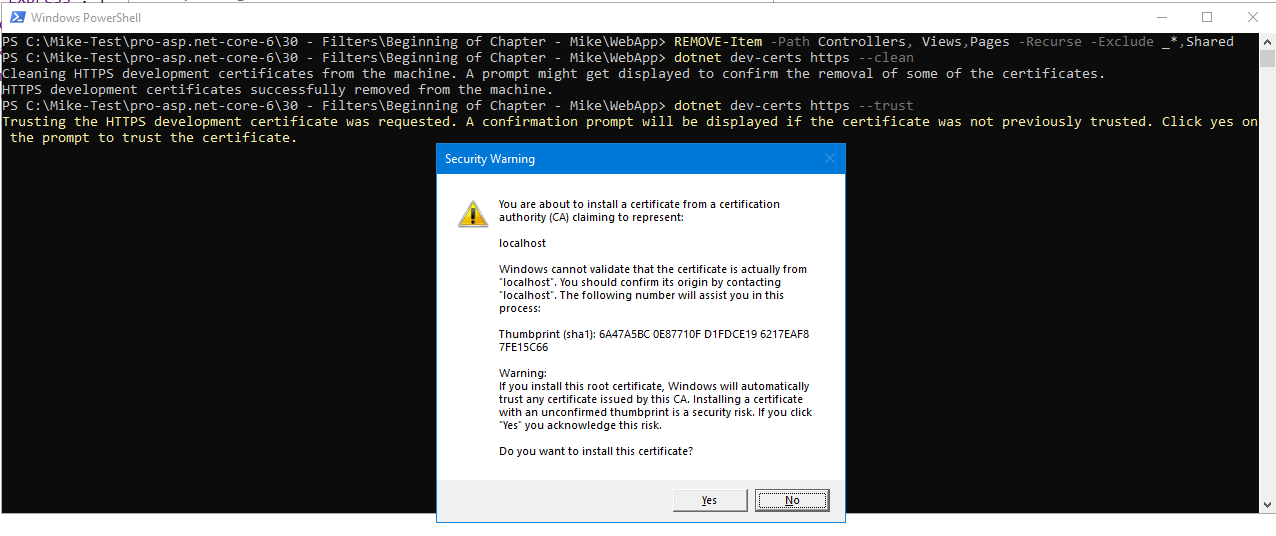 Windows PowerShell
PS C:\Mike-Test\pro-asp.net-core-6\30 - Filters\Beginning of Chapter - Mike\WebApp> REMOVE-Item -Path Controllers, Views,Pages -Recurse -Exclude _*,Shared
PS C:\Mike-Test\pro-asp.net-core-6\30 - Filters\Beginning of Chapter - Mike\WebApp> dotnet dev-certs https --clean
Cleaning HTTPS development certificates from the machine. A prompt might get displayed to confirm the removal of some of the certificates.
HTTPS development certificates successfully removed from the machine.
PS C:\Mike-Test\pro-asp.net-core-6\30 - Filters\Beginning of Chapter - Mike\WebApp> dotnet dev-certs https --trust
Trusting the HTTPS development certificate was requested. A confirmation prompt will be displayed if the certificate was not previously trusted. Click yes on
the prompt to trust the certificate.
Security Warning
You are about to install a certificate from a certification
authority (CA) claiming to represent:
localhost
Windows cannot validate that the certificate is actually from
"localhost". You should confirm its origin by contacting
"localhost". The following number will assist you in this
process:
Thumbprint (sha1): 6A47A5BC 0E87710F D1FDCE19 6217EAF8
7FE15C66
Warning:
If you install this root certificate, Windows will automatically
trust any certificate issued by this CA. Installing a certificate
with an unconfirmed thumbprint is a security risk. If you click
"Yes" you acknowledge this risk.
Do you want to install this certificate?
Yes
No